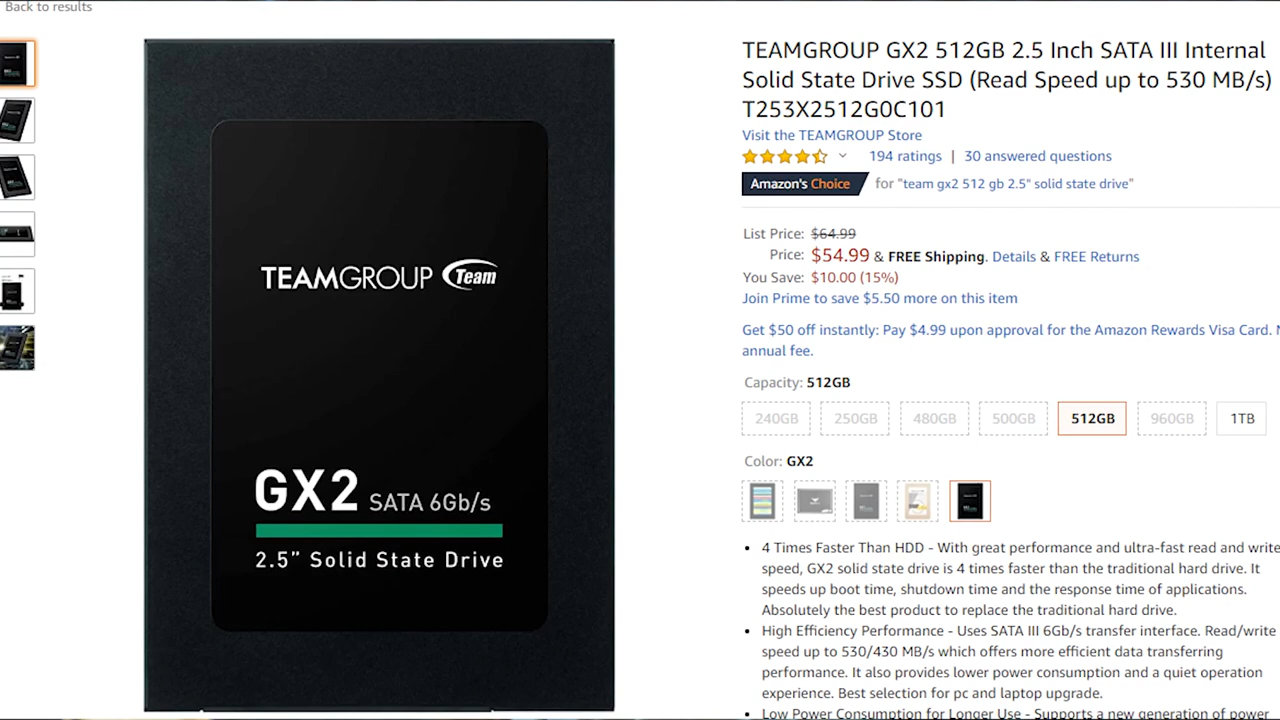 Back to results
TEAMGROUP Team
GX2 SATA 6Gb/s
2.5” Solid State Drive
TEAMGROUP GX2 512GB 2.5 Inch SATA III Internal
Solid State Drive SSD (Read Speed up to 530 MB/s)
T253X2512G0C101
Visit the TEAMGROUP Store
194 ratings | 30 answered questions
Amazon's Choice for "team gx2 512 gb 2.5" solid state drive"
List Price: $64.99
Price: $54.99 & FREE Shipping. Details & FREE Returns
You Save: $10.00 (15%)
Join Prime to save $5.50 more on this item
Get $50 off instantly: Pay $4.99 upon approval for the Amazon Rewards Visa Card.
annual fee.
Capacity: 512GB
240GB 250GB 480GB 500GB 512GB 960GB 1TB
Color: GX2
• 4 Times Faster Than HDD - With great performance and ultra-fast read and write
speed, GX2 solid state drive is 4 times faster than the traditional hard drive. It
speeds up boot time, shutdown time and the response time of applications.
Absolutely the best product to replace the traditional hard drive.
• High Efficiency Performance - Uses SATA III 6Gb/s transfer interface. Read/write
speed up to 530/430 MB/s which offers more efficient data transferring
performance. It also provides lower power consumption and a quiet operation
experience. Best selection for pc and laptop upgrade.
• Low Power Consumption for Longer Use - Supports a new generation of power